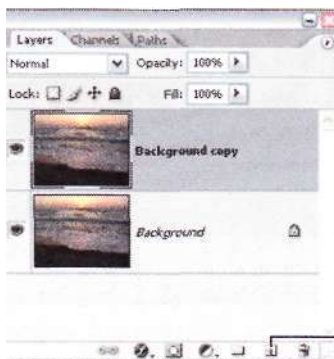 Layers Channels Paths
Normal Opacity: 100%
Lock: Fill: 100%
Background copy
Background